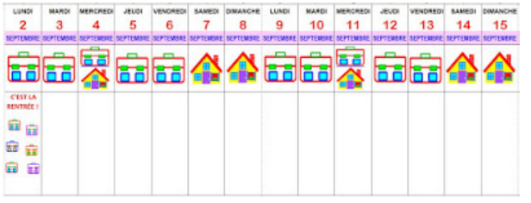 LUNDI MARDI MERCREDI JEUDI VENDREDI SAMEDI DIMANCHE LUNDI MARDI MERCREDI JEUDI VENDREDI SAMEDI DIMANCHE
2 3 4 5 6 7 8 9 10 11 12 13 14 15
SEPTEMBRE SEPTEMBRE SEPTEMBRE SEPTEMBRE SEPTEMBRE SEPTEMBRE SEPTEMBRE SEPTEMBRE SEPTEMBRE SEPTEMBRE SEPTEMBRE SEPTEMBRE SEPTEMBRE SEPTEMBRE
C'EST LA
RENTRÉE !